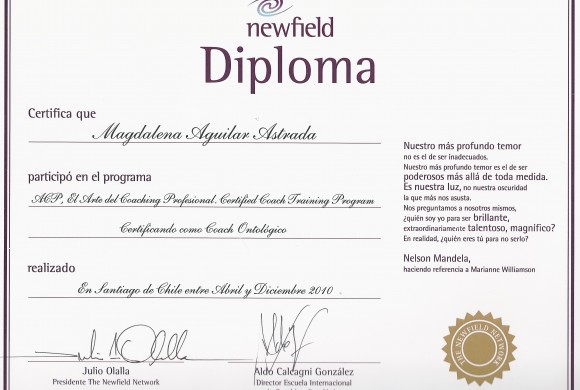 newfield
Diploma
Certifica que
Magdalena Aguilar Astrada
participó en el programa
ACP, El Arte del Coaching Profesional. Certified Coach Training Program
Certificando como Coach Ontológico
realizado
En Santiago de Chile entre Abril y Diciembre 2010
Julio Olalla
Presidente The Newfield Network
Aldo Calcagni González
Director Escuela Internacional
Nuestro más profundo temor
no es el de ser inadecuados.
Nuestro más profundo temor es el de ser
poderosos más allá de toda medida.
Es nuestra luz, no nuestra oscuridad
la que más nos asusta.
Nos preguntamos a nosotros mismos,
¿quién soy yo para ser brillante,
extraordinariamente talentoso, magnífico?
En realidad, ¿quién eres tú para no serlo?
Nelson Mandela,
haciendo referencia a Marianne Williamson
THE NEWFIELD NETWORK